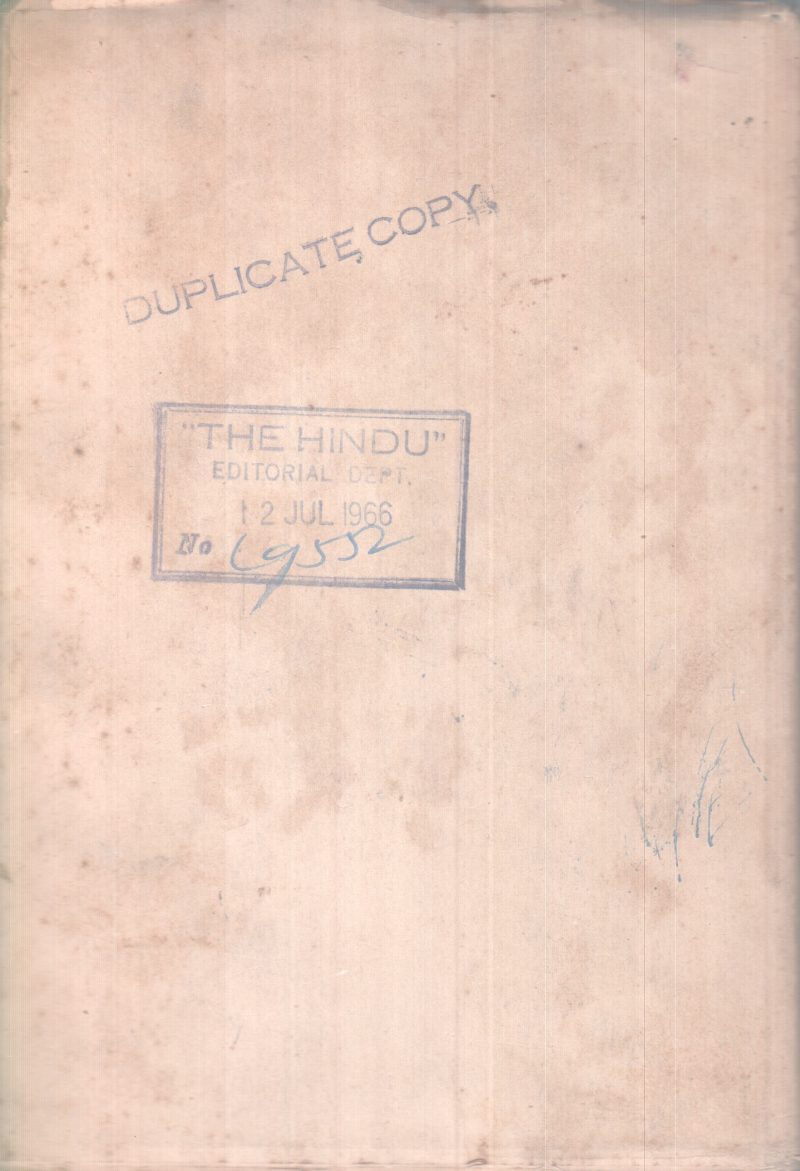 DUPLICATE COPY
"THE HINDU"
EDITORIAL DEPT.
12 JUL 1966
No 69552